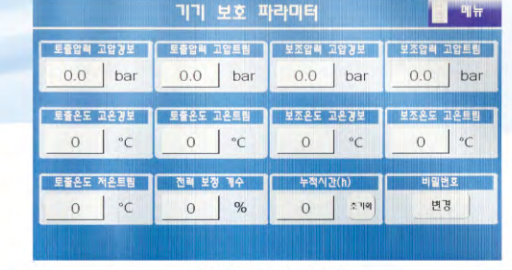 기기 보호 파라미터 메뉴
토출압력 고압경보 토출압력 고압트립 보조압력 고압경보 보조압력 고압트립
0.0 bar 0.0 bar 0.0 bar 0.0 bar
토출온도 고온경보 토출온도 고온트립 보조온도 고온경보 보조온도 고온트립
0 °C 0 °C 0 °C 0 °C
토출온도 저온트립 전력 보정 계수 누적시간(h) 비밀번호
0 °C 0 % 0 초기화 변경